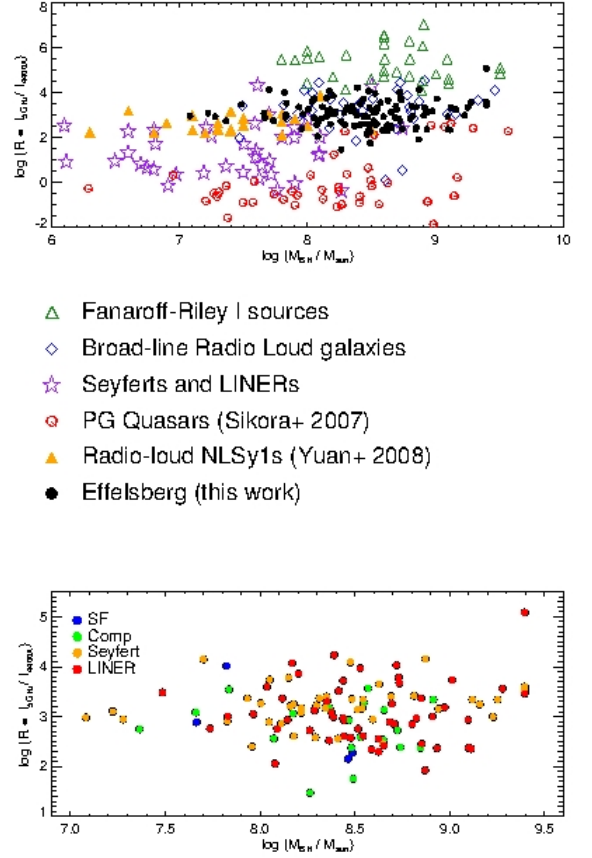 8
6
4
2
0
-2
log (R = L5GHz / L4400Å)
6 7 8 9 10
log (MBH / Msun)
Fanaroff-Riley I sources
Broad-line Radio Loud galaxies
Seyferts and LINERs
PG Quasars (Sikora+ 2007)
Radio-loud NLSy1s (Yuan+ 2008)
Effelsberg (this work)
5
4
3
2
1
SF
Comp
Seyfert
LINER
log (R =
7.0 7.5 8.0 8.5 9.0 9.5
log (MBH / Msun)